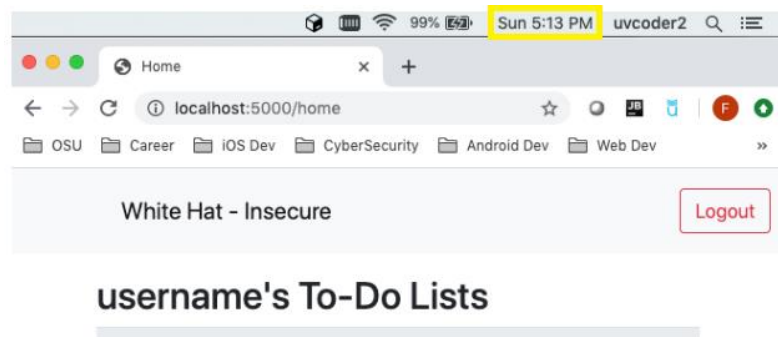 99% Sun 5:13 PM uvcoder2
Home
localhost:5000/home JB F
OSU Career iOS Dev CyberSecurity Android Dev Web Dev »
White Hat - Insecure Logout
username's To-Do Lists